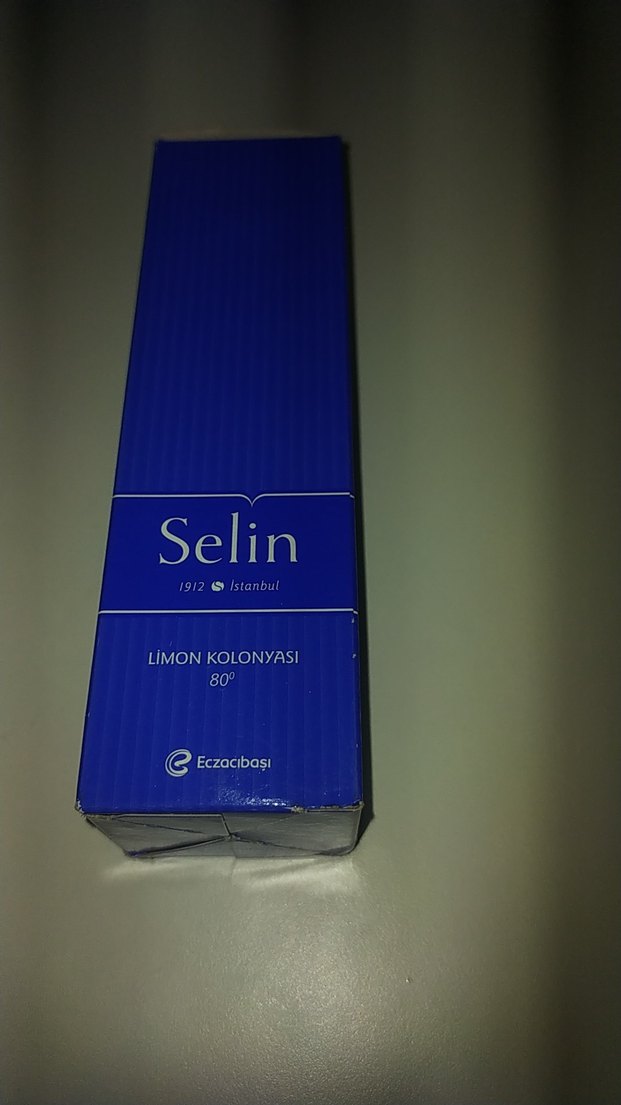 Selin
1912 S İstanbul
LİMON KOLONYASI
80⁰
Eczacıbaşı